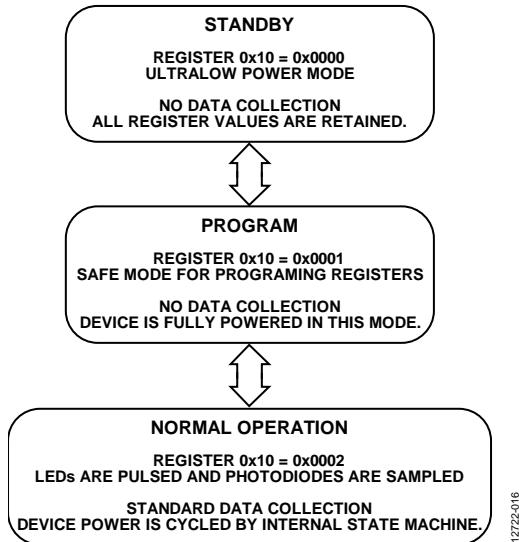 STANDBY
REGISTER 0x10 = 0x0000
ULTRALOW POWER MODE
NO DATA COLLECTION
ALL REGISTER VALUES ARE RETAINED.
PROGRAM
REGISTER 0x10 = 0x0001
SAFE MODE FOR PROGRAMING REGISTERS
NO DATA COLLECTION
DEVICE IS FULLY POWERED IN THIS MODE.
NORMAL OPERATION
REGISTER 0x10 = 0x0002
LEDs ARE PULSED AND PHOTODIODES ARE SAMPLED
STANDARD DATA COLLECTION
DEVICE POWER IS CYCLED BY INTERNAL STATE MACHINE.
12722-016